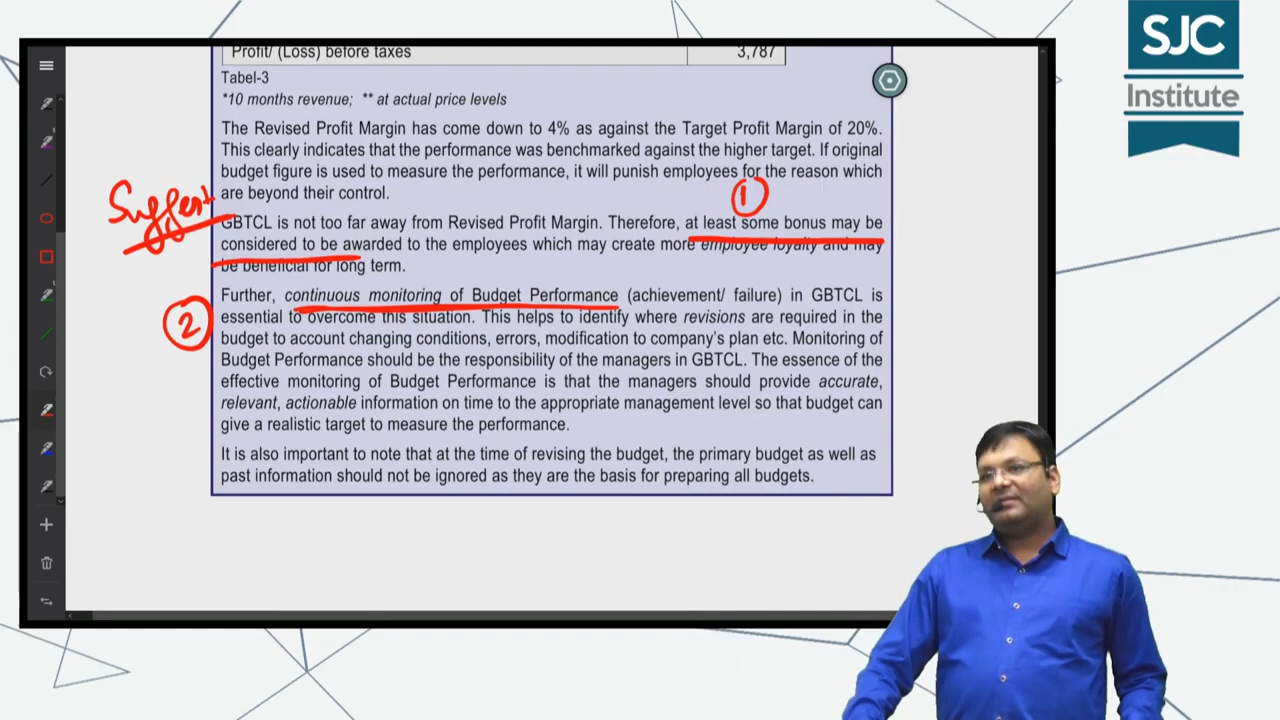 SJC
Institute
Profit/ (Loss) before taxes 3,787
Tabel-3
*10 months revenue; ** at actual price levels
The Revised Profit Margin has come down to 4% as against the Target Profit Margin of 20%.
This clearly indicates that the performance was benchmarked against the higher target. If original
budget figure is used to measure the performance, it will punish employees for the reason which
are beyond their control.
1
Suggest
GBTCL is not too far away from Revised Profit Margin. Therefore, at least some bonus may be
considered to be awarded to the employees which may create more employee loyalty and may
be beneficial for long term.
2
Further, continuous monitoring of Budget Performance (achievement/ failure) in GBTCL is
essential to overcome this situation. This helps to identify where revisions are required in the
budget to account changing conditions, errors, modification to company's plan etc. Monitoring of
Budget Performance should be the responsibility of the managers in GBTCL. The essence of the
effective monitoring of Budget Performance is that the managers should provide accurate,
relevant, actionable information on time to the appropriate management level so that budget can
give a realistic target to measure the performance.
It is also important to note that at the time of revising the budget, the primary budget as well as
past information should not be ignored as they are the basis for preparing all budgets.